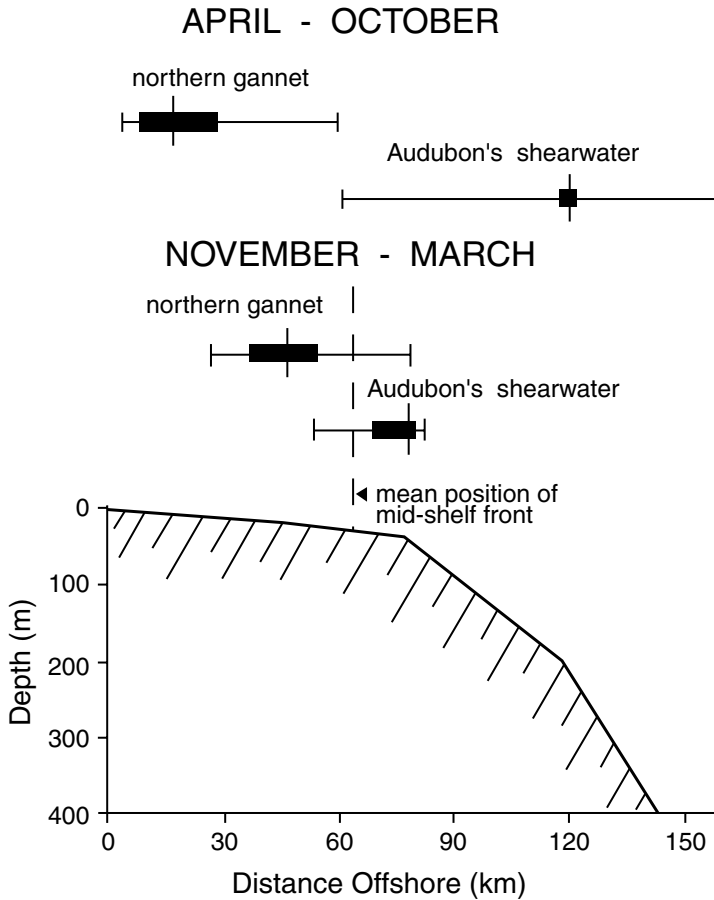 APRIL - OCTOBER
northern gannet
Audubon's shearwater
NOVEMBER - MARCH
northern gannet
Audubon's shearwater
mean position of
mid-shelf front
0
100
200
300
400
Depth (m)
0 30 60 90 120 150
Distance Offshore (km)